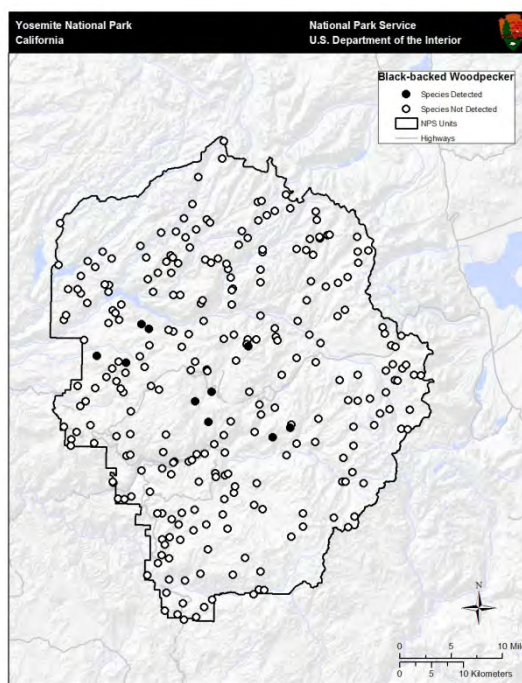 Yosemite National Park
California
National Park Service
U.S. Department of the Interior
Black-backed Woodpecker
Species Detected
Species Not Detected
NPS Units
Highways
N
0 5 10 Mile
0 5 10 Kilometers